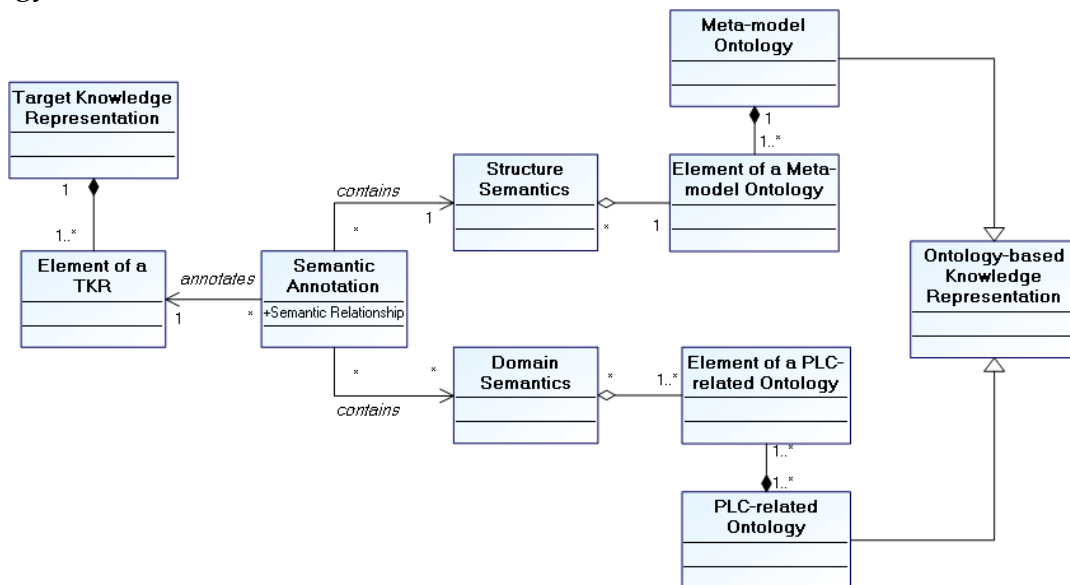 gy
Meta-model
Ontology
1
1..*
Target Knowledge
Representation
1
1..*
Element of a
TKR
annotates
1
*
Semantic
Annotation
+Semantic Relationship
contains
*
1
Structure
Semantics
*
1
Element of a Meta-
model Ontology
Ontology-based
Knowledge
Representation
contains
*
*
Domain
Semantics
*
1..*
Element of a PLC-
related Ontology
1..*
1..*
PLC-related
Ontology